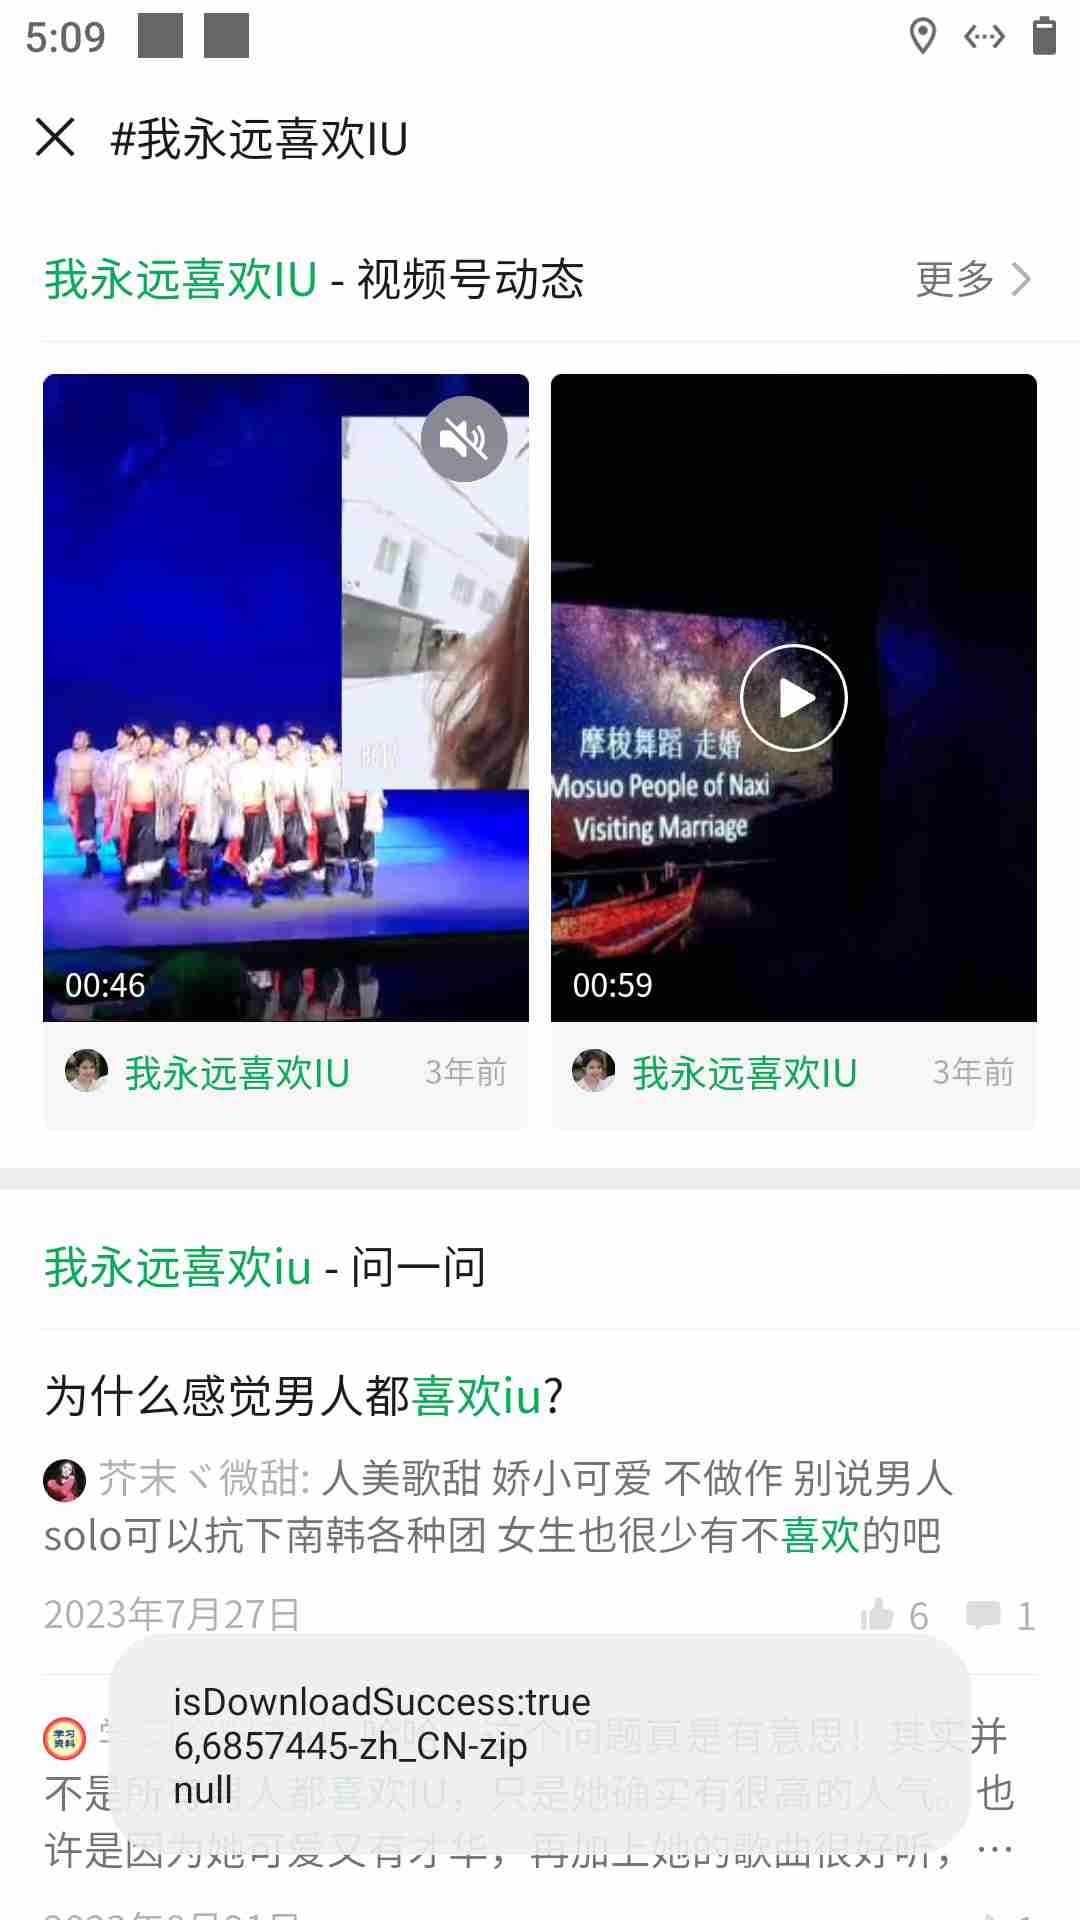 5:09
#我永远喜欢IU
我永远喜欢IU - 视频号动态
更多
摩梭舞蹈 走婚
Mosuo People of Naxi
Visiting Marriage
00:46
00:59
我永远喜欢IU
3年前
我永远喜欢IU
3年前
我永远喜欢iu - 问一问
为什么感觉男人都喜欢iu?
芥末ヾ微甜: 人美歌甜 娇小可爱 不做作 别说男人
solo可以抗下南韩各种团 女生也很少有不喜欢的吧
2023年7月27日
6
1
isDownloadSuccess:true
6,6857445-zh_CN-zip
null
学习
资料
个问题真是有意思！其实并
不是所有男人都喜欢IU，只是她确实有很高的人气。也
许是因为她可爱又有才华，再加上她的歌曲很好听，…